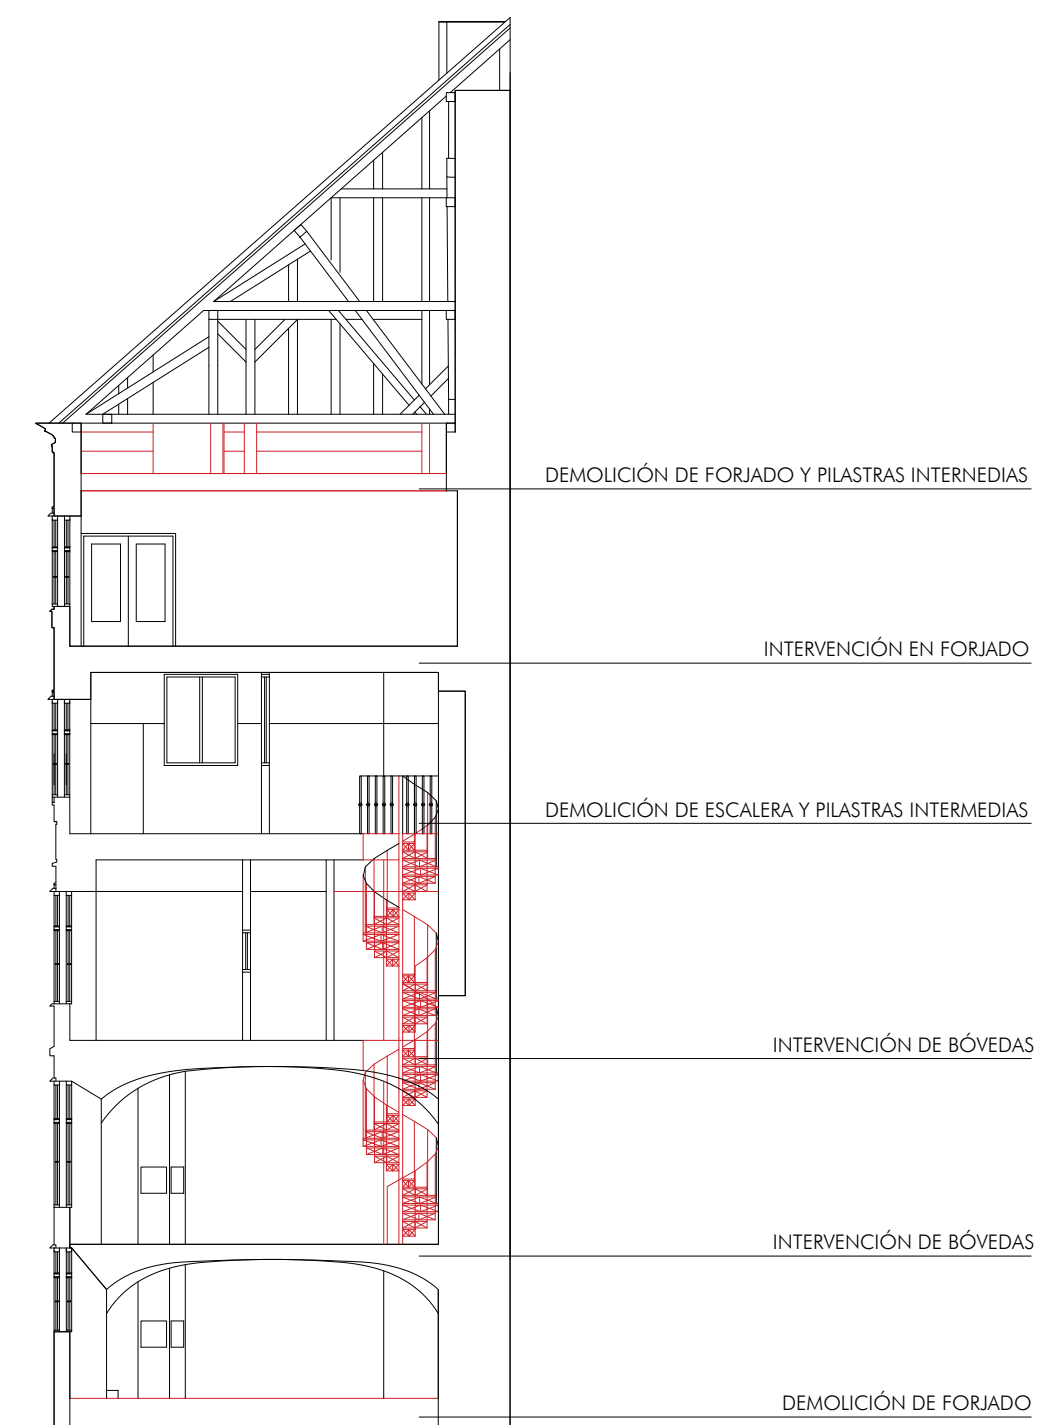 DEMOLICIÓN DE FORJADO Y PILASTRAS INTERNEDIAS
INTERVENCIÓN EN FORJADO
DEMOLICIÓN DE ESCALERA Y PILASTRAS INTERMEDIAS
INTERVENCIÓN DE BÓVEDAS
INTERVENCIÓN DE BÓVEDAS
DEMOLICIÓN DE FORJADO